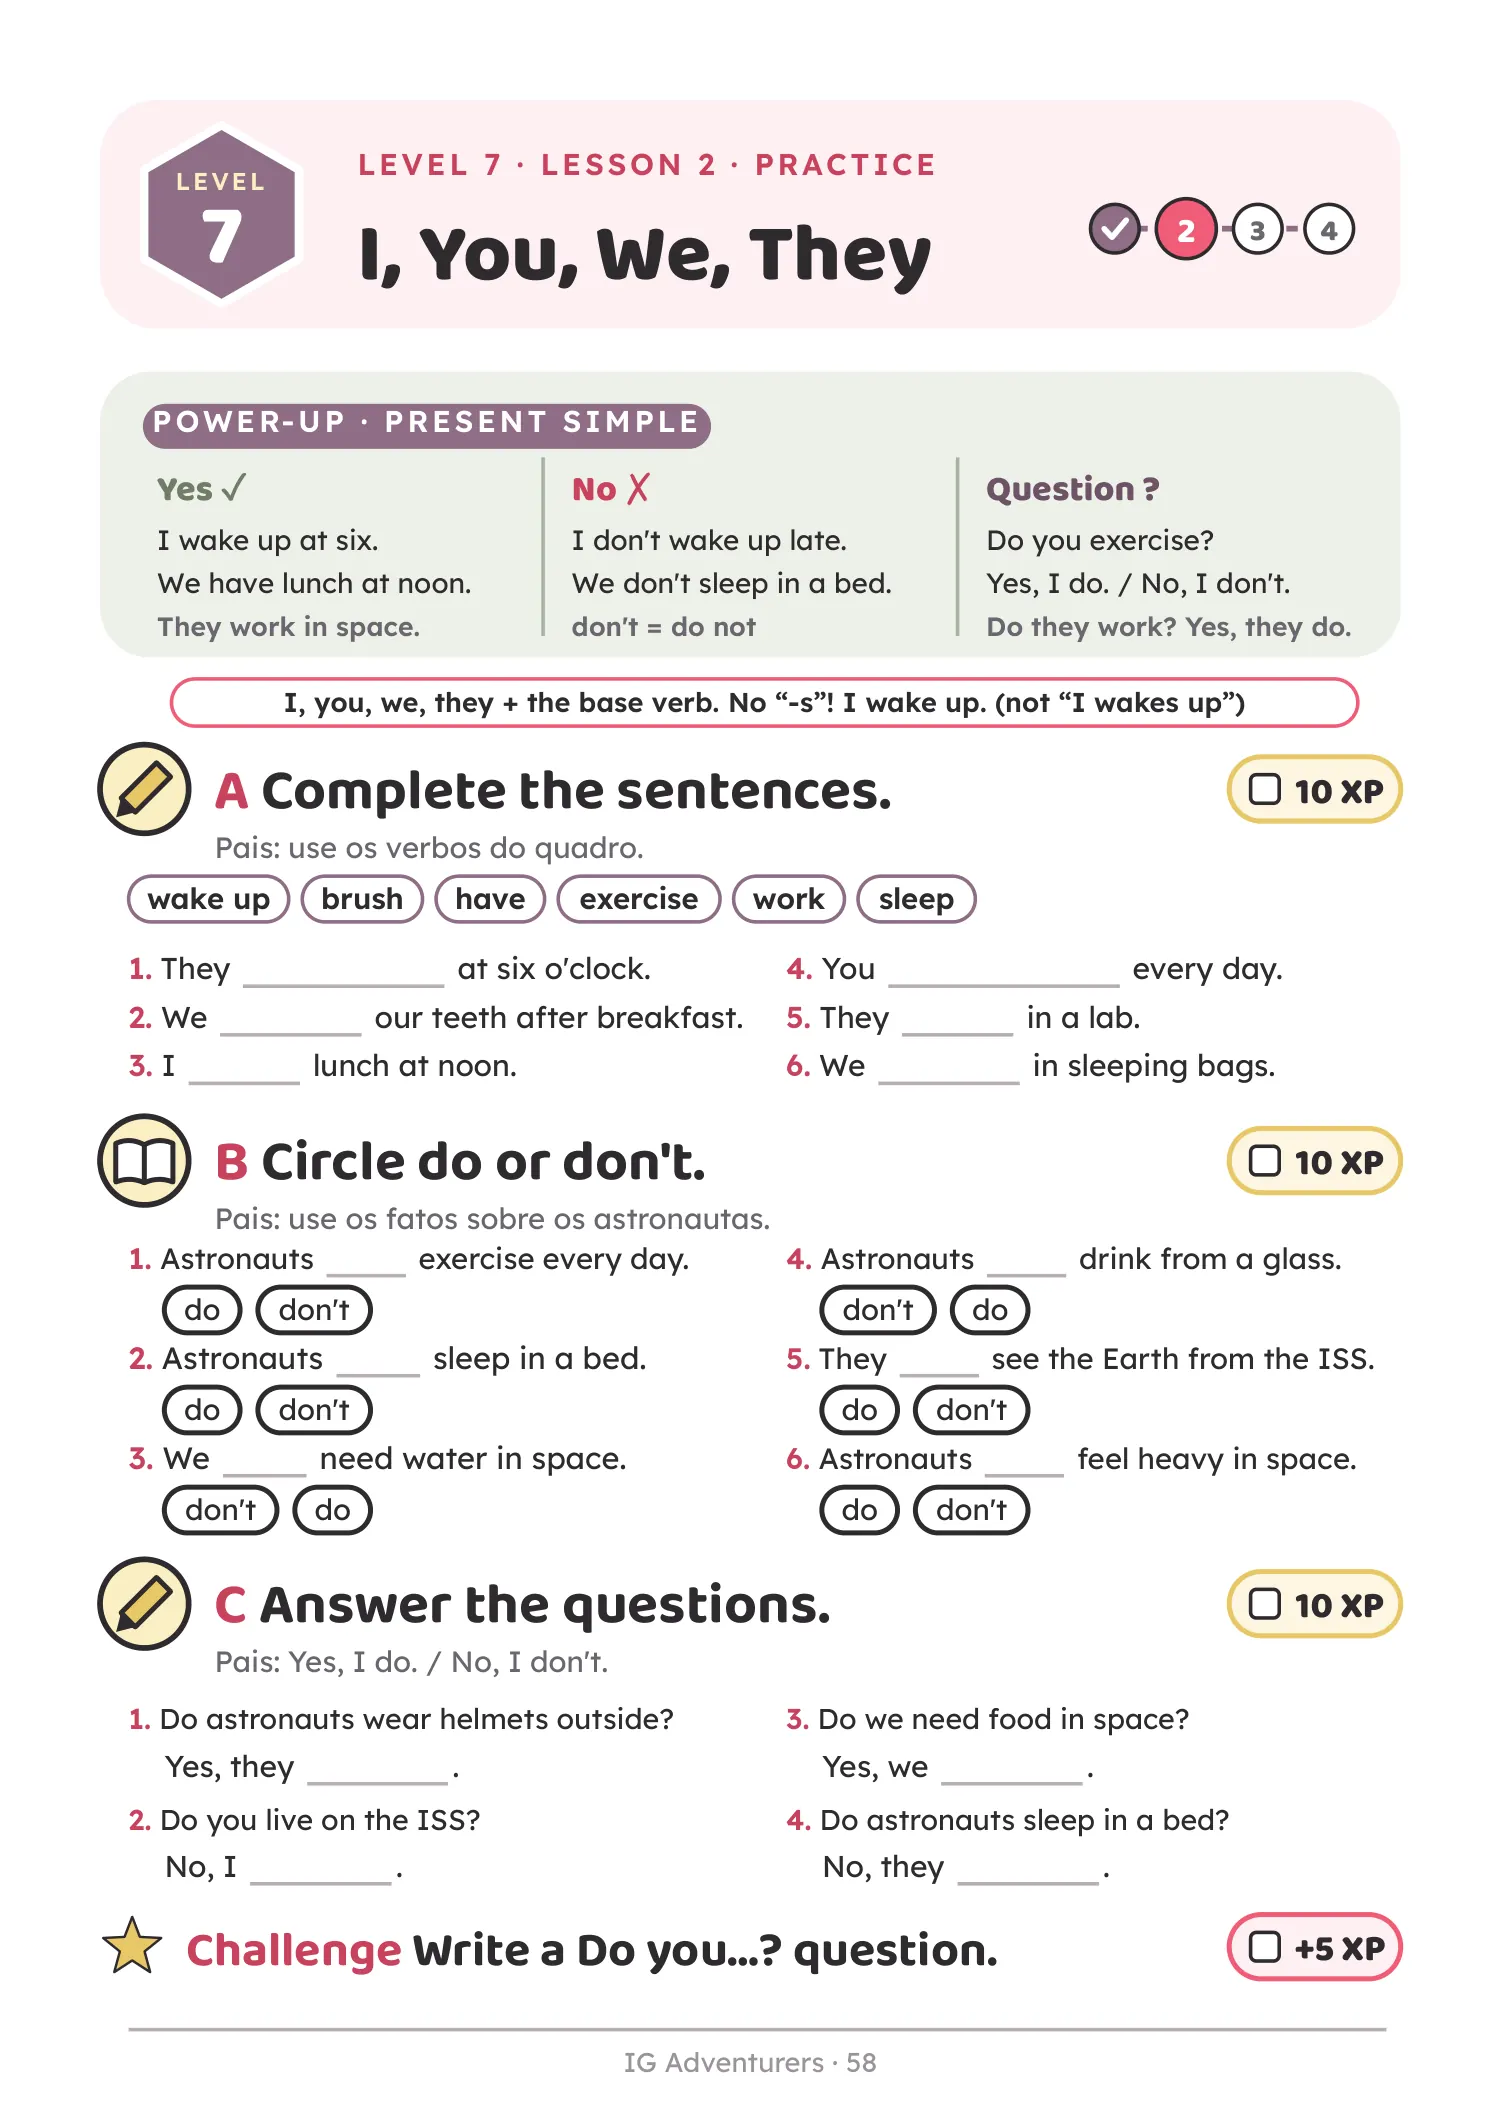 LEVEL
7
LEVEL 7 · LESSON 2 · PRACTICE
I, You, We, They
2
3
4
POWER-UP · PRESENT SIMPLE
Yes ✓
I wake up at six.
We have lunch at noon.
They work in space.
No ✗
I don't wake up late.
We don't sleep in a bed.
don't = do not
Question ?
Do you exercise?
Yes, I do. / No, I don't.
Do they work? Yes, they do.
I, you, we, they + the base verb. No “-s”! I wake up. (not “I wakes up”)
A Complete the sentences.
10 XP
Pais: use os verbos do quadro.
wake up brush have exercise work sleep
1. They ____ at six o'clock.
2. We ____ our teeth after breakfast.
3. I ____ lunch at noon.
4. You ____ every day.
5. They ____ in a lab.
6. We ____ in sleeping bags.
B Circle do or don't.
10 XP
Pais: use os fatos sobre os astronautas.
1. Astronauts ____ exercise every day.
do don't
2. Astronauts ____ sleep in a bed.
do don't
3. We ____ need water in space.
don't do
4. Astronauts ____ drink from a glass.
don't do
5. They ____ see the Earth from the ISS.
do don't
6. Astronauts ____ feel heavy in space.
do don't
C Answer the questions.
10 XP
Pais: Yes, I do. / No, I don't.
1. Do astronauts wear helmets outside?
Yes, they ____.
2. Do you live on the ISS?
No, I ____.
3. Do we need food in space?
Yes, we ____.
4. Do astronauts sleep in a bed?
No, they ____.
Challenge Write a Do you...? question.
+5 XP
IG Adventurers · 58